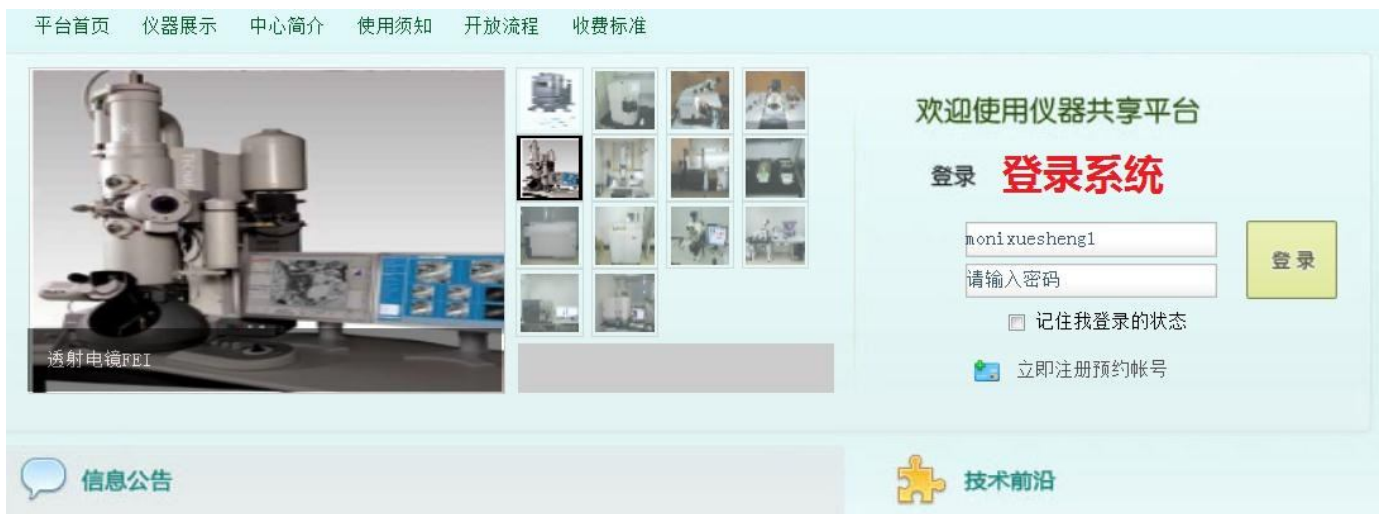 平台首页 仪器展示 中心简介 使用须知 开放流程 收费标准
欢迎使用仪器共享平台
登录 登录系统
monixuesheng1
请输入密码
登录
记住我登录的状态
立即注册预约帐号
透射电镜FEI
信息公告
技术前沿